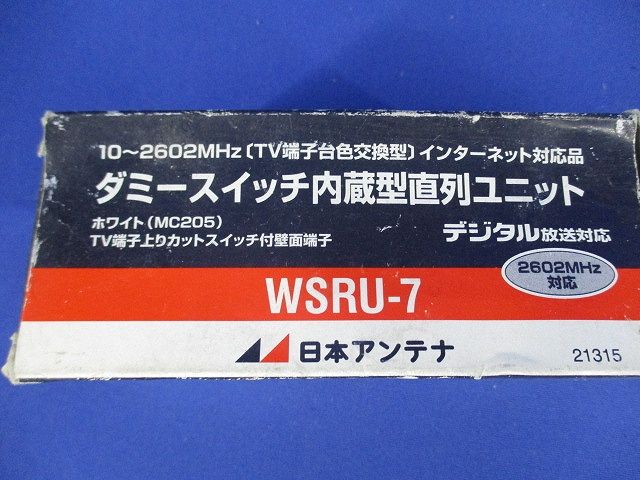 10～2602MHz〔TV端子台色交換型〕インターネット対応品
ダミースイッチ内蔵型直列ユニット
ホワイト(MC205)
TV端子上りカットスイッチ付壁面端子
デジタル放送対応
2602MHz
対応
WSRU-7
日本アンテナ
21315